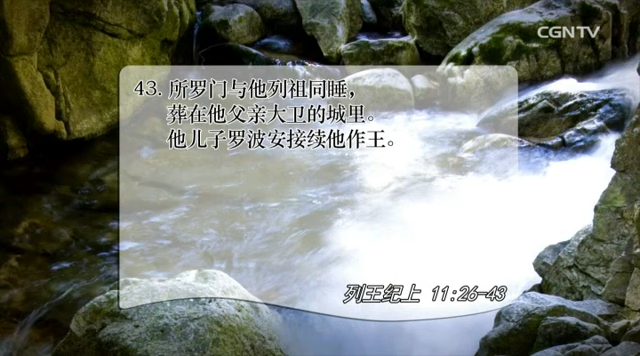 CGNTV
43. 所罗门与他列祖同睡，
葬在他父亲大卫的城里。
他儿子罗波安接续他作王。
列王纪上 11:26-43